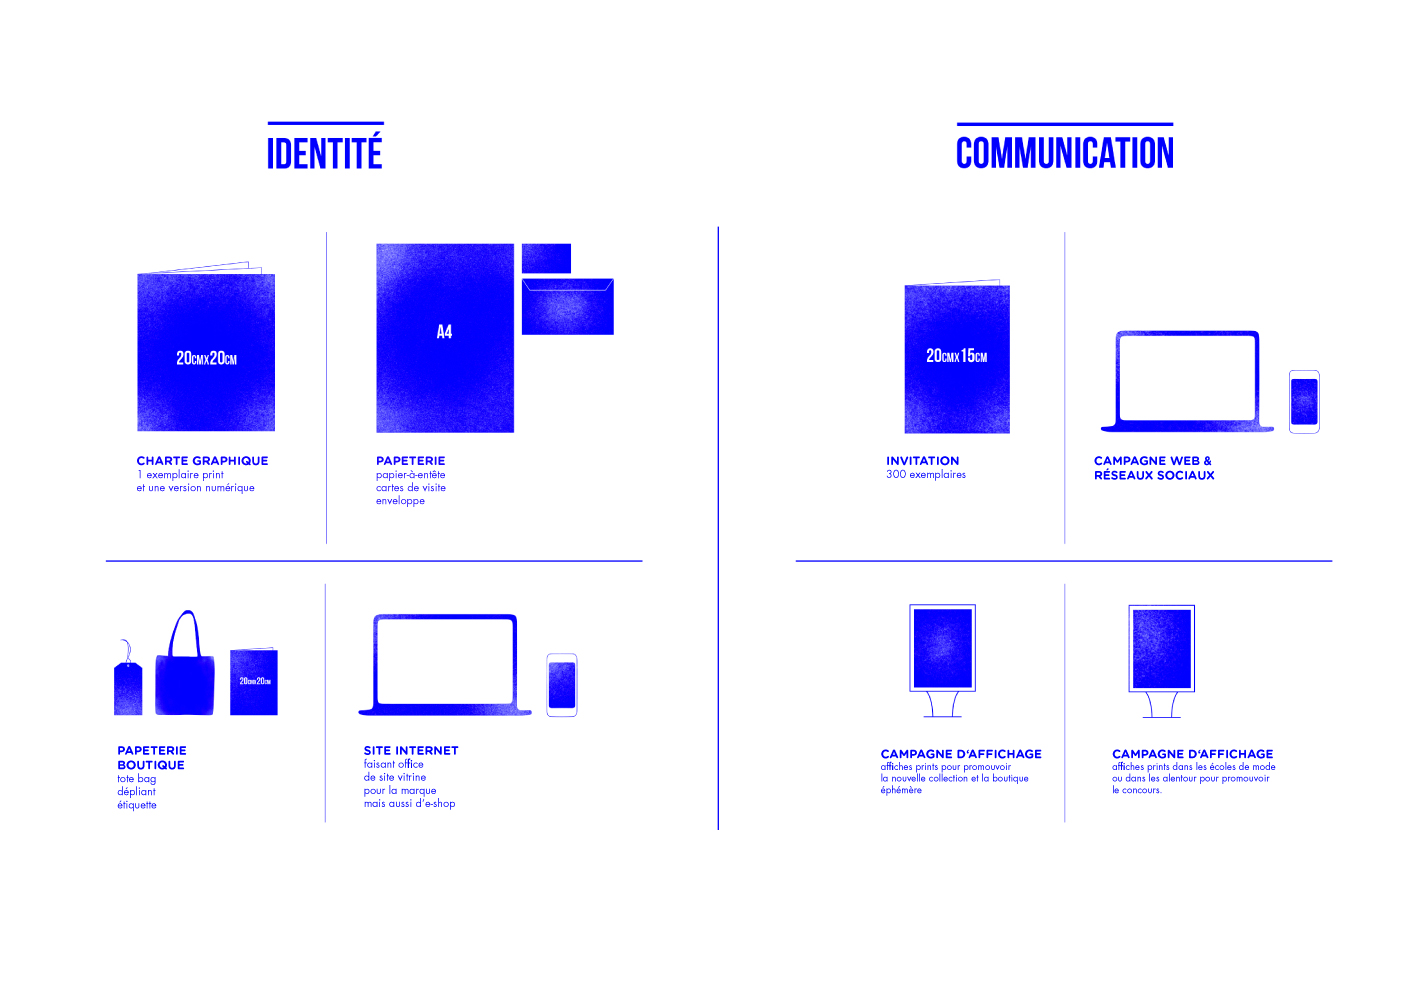 IDENTITÉ
20CMX20CM
CHARTE GRAPHIQUE
1 exemplaire print
et une version numérique
A4
PAPETERIE
papier-à-entête
cartes de visite
enveloppe
20CMX20CM
PAPETERIE
BOUTIQUE
tote bag
dépliant
étiquette
SITE INTERNET
faisant office
de site vitrine
pour la marque
mais aussi d'e-shop
COMMUNICATION
20CMX15CM
INVITATION
300 exemplaires
CAMPAGNE WEB &
RÉSEAUX SOCIAUX
CAMPAGNE D‘AFFICHAGE
affiches prints pour promouvoir
la nouvelle collection et la boutique
éphémère
CAMPAGNE D‘AFFICHAGE
affiches prints dans les écoles de mode
ou dans les alentour pour promouvoir
le concours.